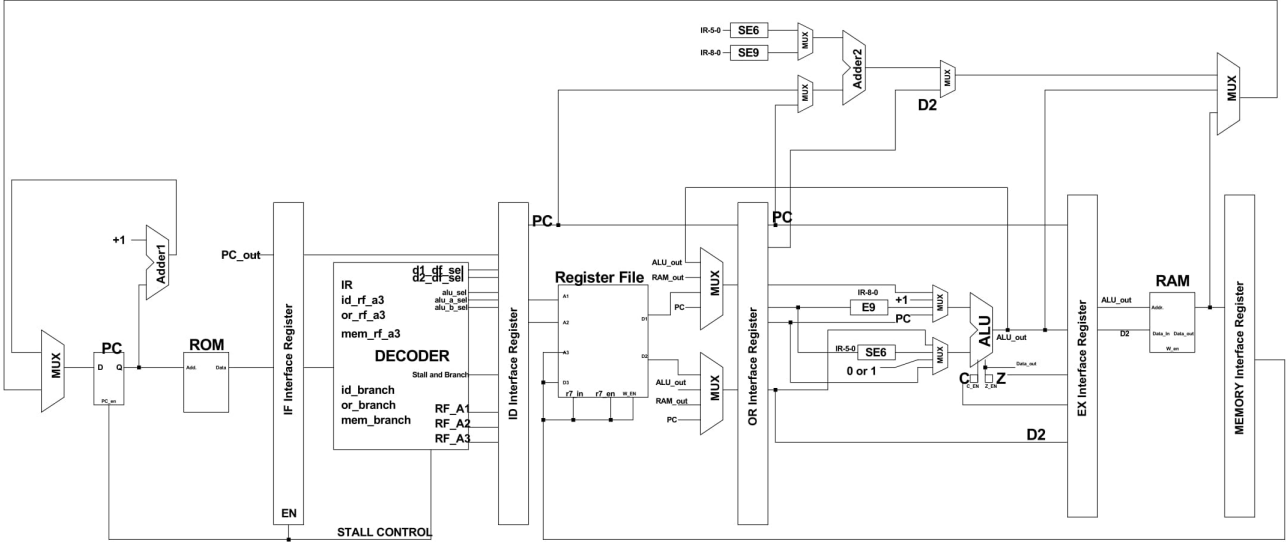 IR-5-0
SE6
IR-8-0
SE9
MUX
MUX
Adder2
MUX
D2
MUX
+1
Adder1
PC_out
MUX
PC
D
Q
PC_en
ROM
Add.
Data
IF Interface Register
EN
STALL CONTROL
d1_df_sel
d2_df_sel
alu_sel
alu_a_sel
alu_b_sel
IR
id_rf_a3
or_rf_a3
mem_rf_a3
DECODER
Stall and Branch
id_branch
or_branch
mem_branch
RF_A1
RF_A2
RF_A3
ID Interface Register
PC
Register File
A1
A2
A3
D3
D1
D2
r7_in
r7_en
W_EN
ALU_out
RAM_out
PC
MUX
ALU_out
RAM_out
PC
MUX
OR Interface Register
PC
IR-8-0
E9
+1
PC
MUX
IR-5-0
SE6
0 or 1
MUX
ALU
ALU_out
Data_out
C
C_EN
Z
Z_EN
D2
EX Interface Register
ALU_out
D2
RAM
Addr.
Data_in
Data_out
W_en
MEMORY Interface Register